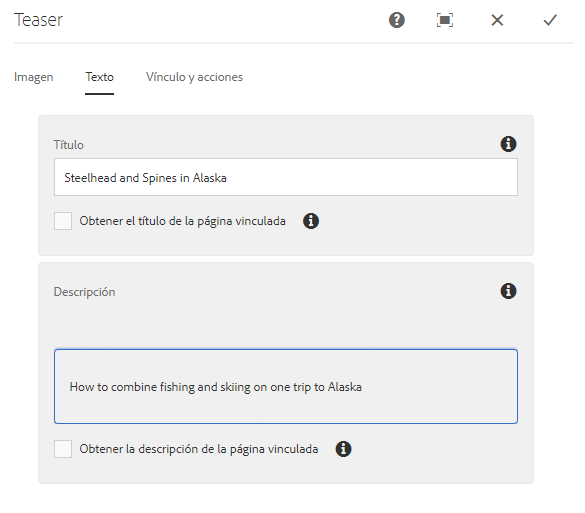 Teaser
Imagen Texto Vínculo y acciones
Título
Steelhead and Spines in Alaska
Obtener el título de la página vinculada
Descripción
How to combine fishing and skiing on one trip to Alaska
Obtener la descripción de la página vinculada